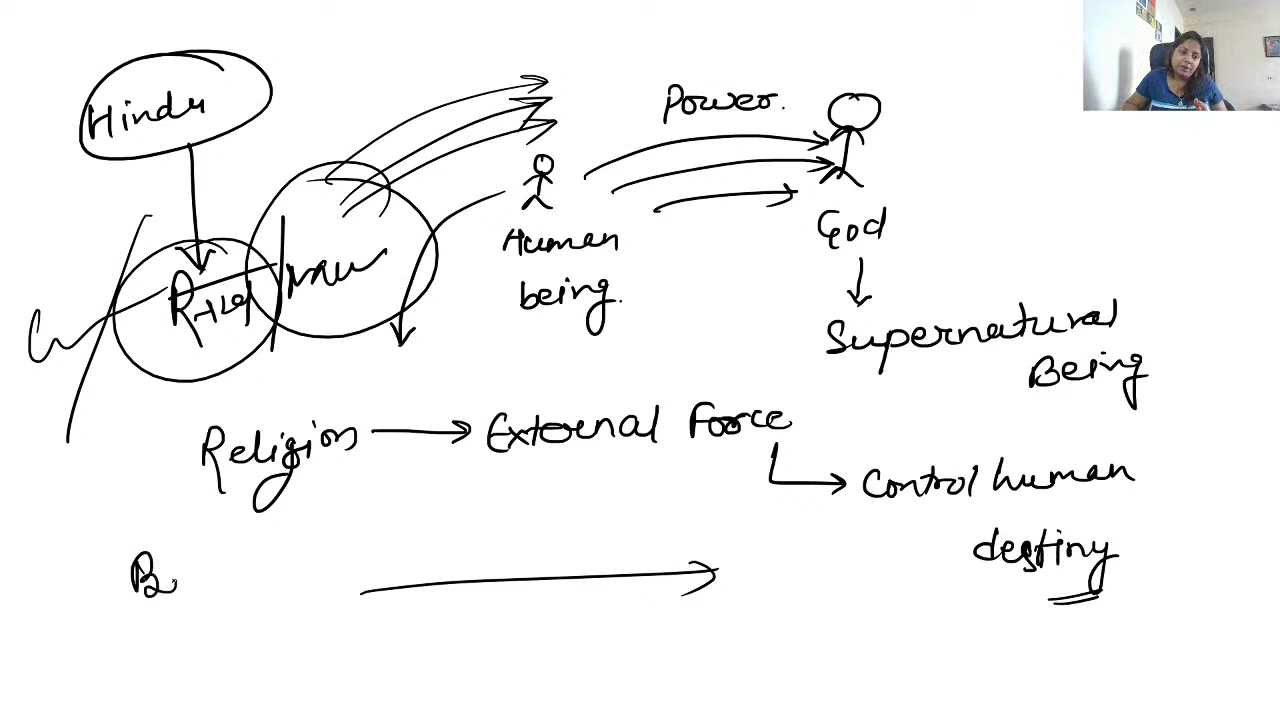 Hindu
Power.
Human
being.
God
Supernatural
Being
Religion
External Force
Control human
destiny
B